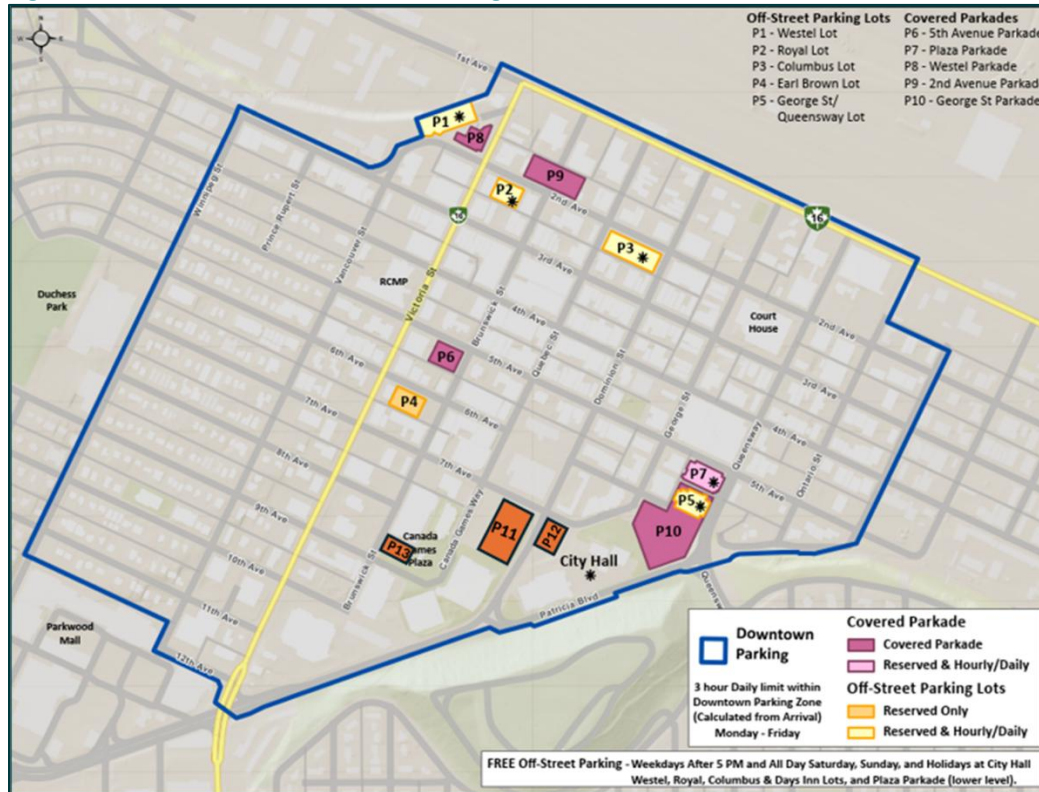 Off-Street Parking Lots
P1 - Westel Lot
P2 - Royal Lot
P3 - Columbus Lot
P4 - Earl Brown Lot
P5 - George St/
Queensway Lot
Covered Parkades
P6 - 5th Avenue Parkade
P7 - Plaza Parkade
P8 - Westel Parkade
P9 - 2nd Avenue Parkade
P10 - George St Parkade
N
W
E
S
1st Ave
P1
P8
P9
P2
2nd Ave
16
16
Winnipeg St
Prince Rupert St
Vancouver St
Victoria St
RCMP
P3
3rd Ave
Duchess
Park
Brunswick St
4th Ave
Quebec St
5th Ave
Dominion St
Court
House
2nd Ave
3rd Ave
6th Ave
P6
P4
6th Ave
George St
Queensway
4th Ave
Ontario St
5th Ave
7th Ave
7th Ave
8th Ave
9th Ave
10th Ave
11th Ave
12th Ave
P7
P5
P10
P11
P12
P13
Canada
Games
Plaza
Canada Games Way
Brunswick St
City Hall
Patricia Blvd
Queensw
Parkwood
Mall
Downtown
Parking
3 hour Daily limit within
Downtown Parking Zone
(Calculated from Arrival)
Monday - Friday
Covered Parkade
Covered Parkade
Reserved & Hourly/Daily
Off-Street Parking Lots
Reserved Only
Reserved & Hourly/Daily
FREE Off-Street Parking - Weekdays After 5 PM and All Day Saturday, Sunday, and Holidays at City Hall
Westel, Royal, Columbus & Days Inn Lots, and Plaza Parkade (lower level).